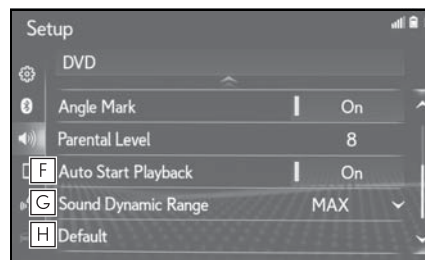 Setup
DVD
Angle Mark On
Parental Level 8
F Auto Start Playback On
G Sound Dynamic Range MAX
H Default